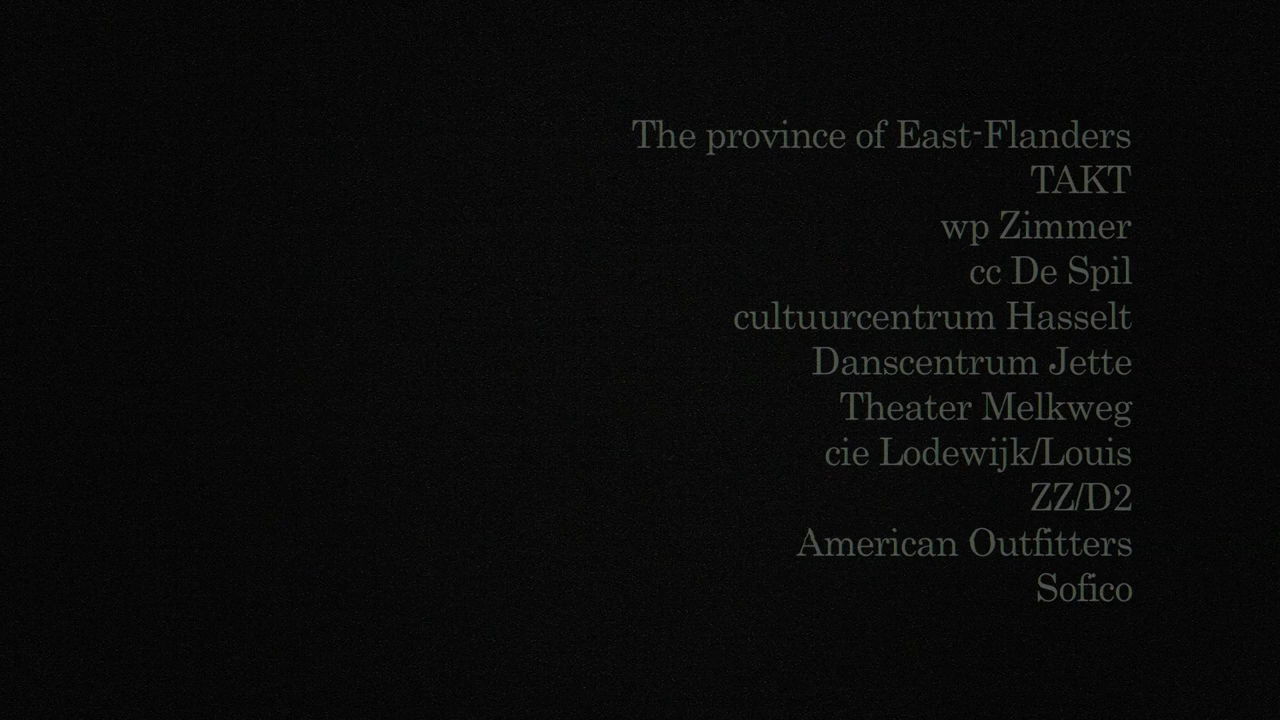 The province of East-Flanders
TAKT
wp Zimmer
cc De Spil
cultuurcentrum Hasselt
Danscentrum Jette
Theater Melkweg
cie Lodewijk/Louis
ZZ/D2
American Outfitters
Sofico